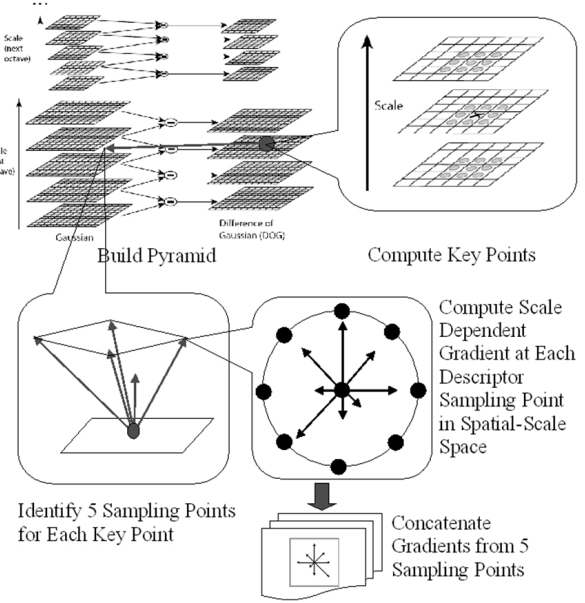 ...
Scale
(next
octave)
Scale
Gaussian
Difference of
Gaussian (DOG)
Build Pyramid
Compute Key Points
Compute Scale
Dependent
Gradient at Each
Descriptor
Sampling Point
in Spatial-Scale
Space
Identify 5 Sampling Points
for Each Key Point
Concatenate
Gradients from 5
Sampling Points